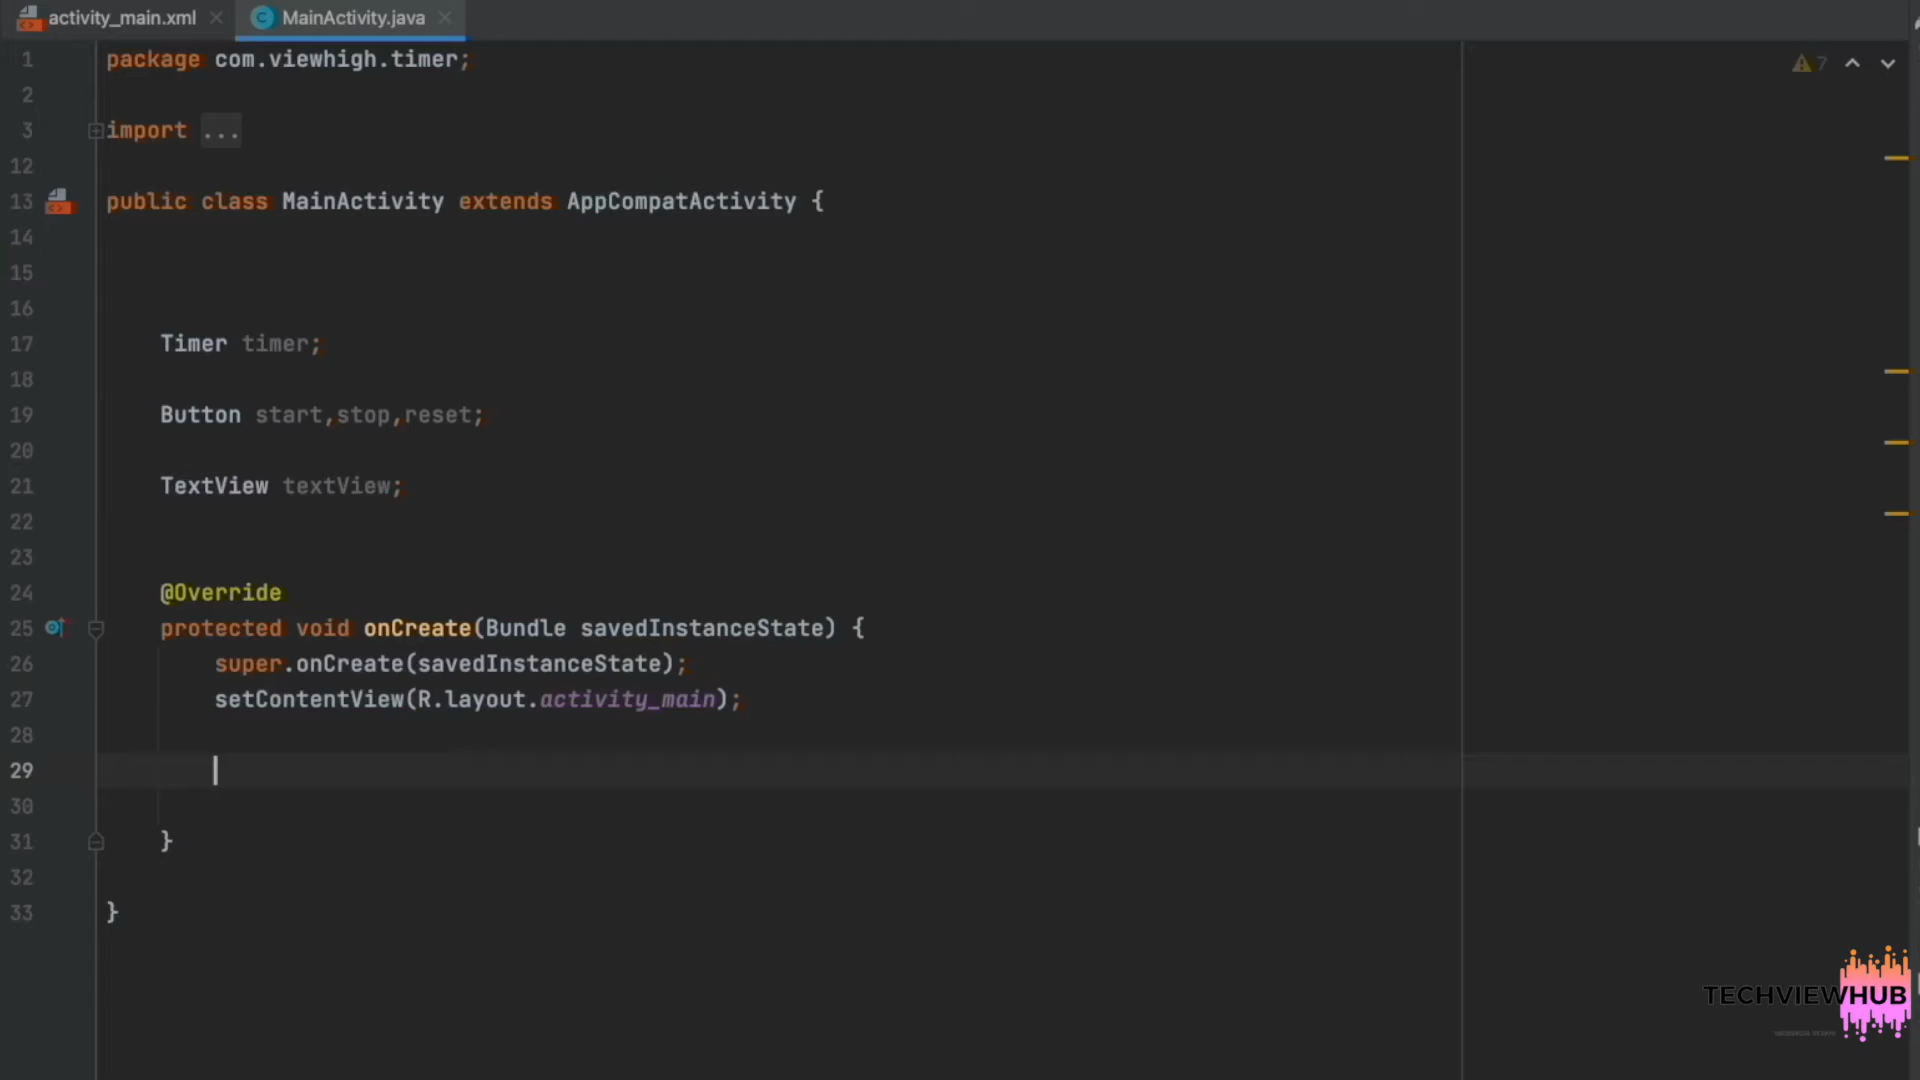 activity_main.xml
MainActivity.java
1 package com.viewhigh.timer;
2
3 import ...
12
13 public class MainActivity extends AppCompatActivity {
14
15
16
17 Timer timer;
18
19 Button start,stop,reset;
20
21 TextView textView;
22
23
24 @Override
25 protected void onCreate(Bundle savedInstanceState) {
26 super.onCreate(savedInstanceState);
27 setContentView(R.layout.activity_main);
28
29
30
31 }
32
33 }
7
TECHVIEWHUB